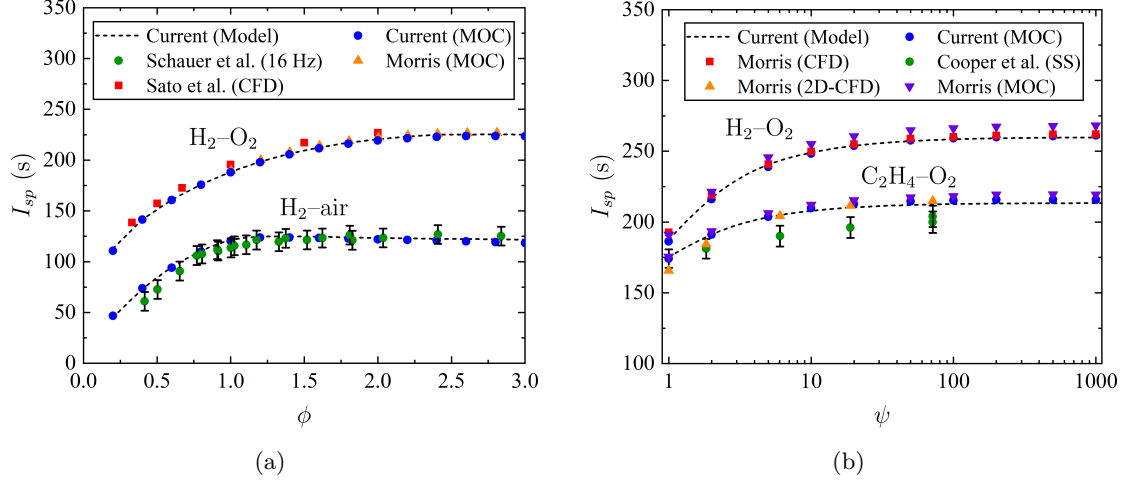 350
300
250
200
150
100
50
0
I_sp (s)
Current (Model)
Current (MOC)
Schauer et al. (16 Hz)
Morris (MOC)
Sato et al. (CFD)
H₂–O₂
H₂–air
0.0 0.5 1.0 1.5 2.0 2.5 3.0
ϕ
(a)
350
300
250
200
150
100
I_sp (s)
Current (Model)
Current (MOC)
Morris (CFD)
Cooper et al. (SS)
Morris (2D-CFD)
Morris (MOC)
H₂–O₂
C₂H₄–O₂
1 10 100 1000
ψ
(b)